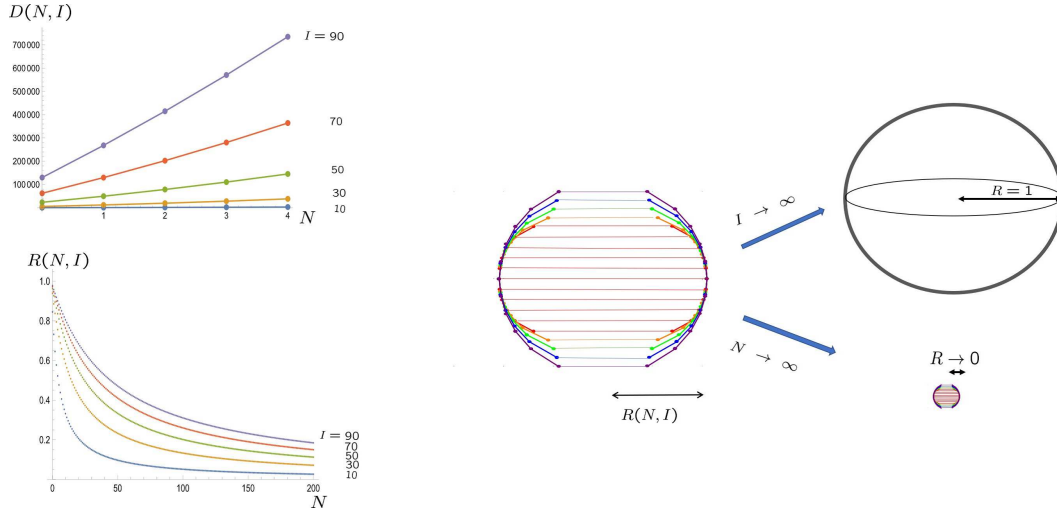 D(N, I)
700 000
600 000
500 000
400 000
300 000
200 000
100 000
I = 90
70
50
30
10
1
2
3
4
N
R(N, I)
1.0
0.8
0.6
0.4
0.2
I = 90
70
50
30
10
0
50
100
150
200
N
R(N, I)
I → ∞
N → ∞
R = 1
R → 0